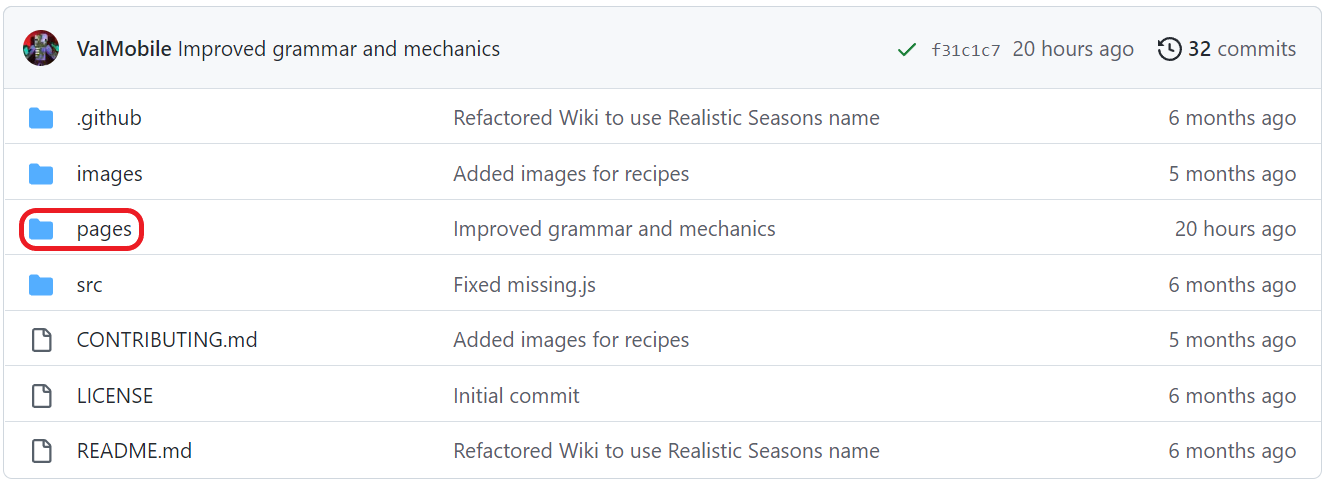 ValMobile Improved grammar and mechanics f31c1c7 20 hours ago 32 commits
.github Refactored Wiki to use Realistic Seasons name 6 months ago
images Added images for recipes 5 months ago
pages Improved grammar and mechanics 20 hours ago
src Fixed missing.js 6 months ago
CONTRIBUTING.md Added images for recipes 5 months ago
LICENSE Initial commit 6 months ago
README.md Refactored Wiki to use Realistic Seasons name 6 months ago